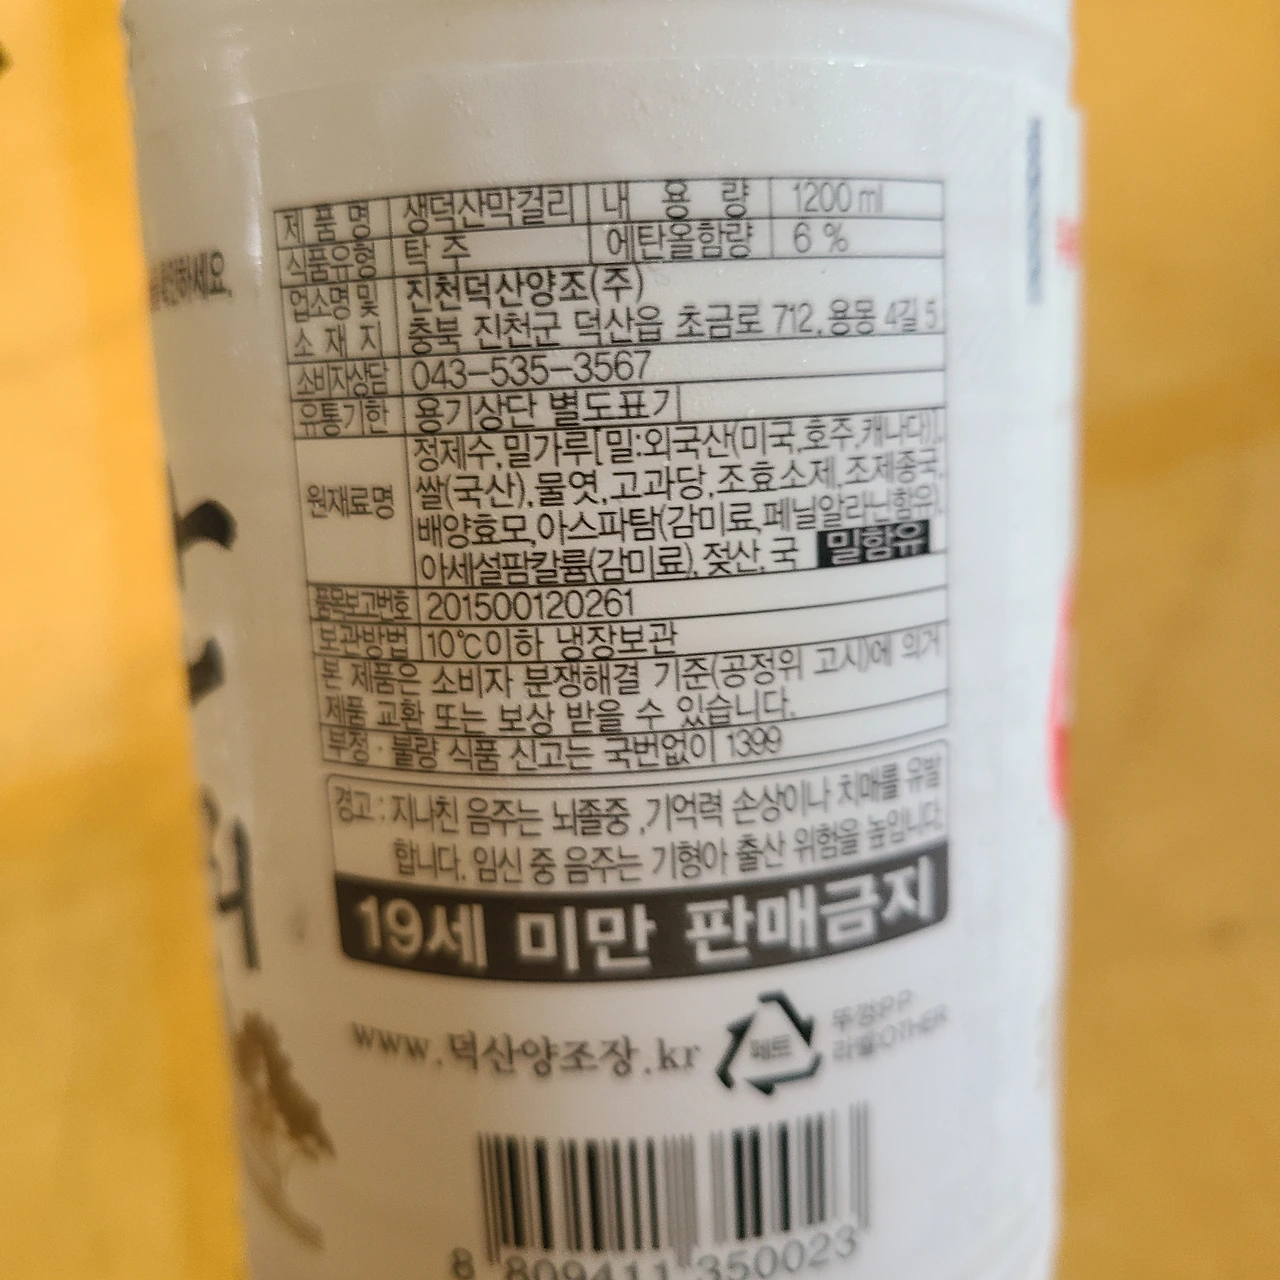 제품명 생덕산막걸리 내 용 량 1200ml
식품유형 탁 주 에탄올함량 6 %
업소명 및 소 재 지 진천덕산양조(주)
충북 진천군 덕산읍 초금로 712, 용몽 4길 5
소비자상담 043-535-3567
유통기한 용기상단 별도표기
원재료명 정제수,밀가루[밀:외국산(미국,호주,캐나다)],
쌀(국산),물엿,고과당,조효소제,조제종국,
배양효모,아스파탐(감미료,페닐알라닌함유),
아세설팜칼륨(감미료),젖산,국 밀함유
품목보고번호 201500120261
보관방법 10℃이하 냉장보관
본 제품은 소비자 분쟁해결 기준(공정위 고시)에 의거
제품 교환 또는 보상 받을 수 있습니다.
부정·불량 식품 신고는 국번없이 1399
경고 : 지나친 음주는 뇌졸중 ,기억력 손상이나 치매를 유발
합니다. 임신 중 음주는 기형아 출산 위험을 높입니다.
19세 미만 판매금지
www.덕산양조장.kr
페트
뚜껑PP
라벨OTHER
8 809411 350023